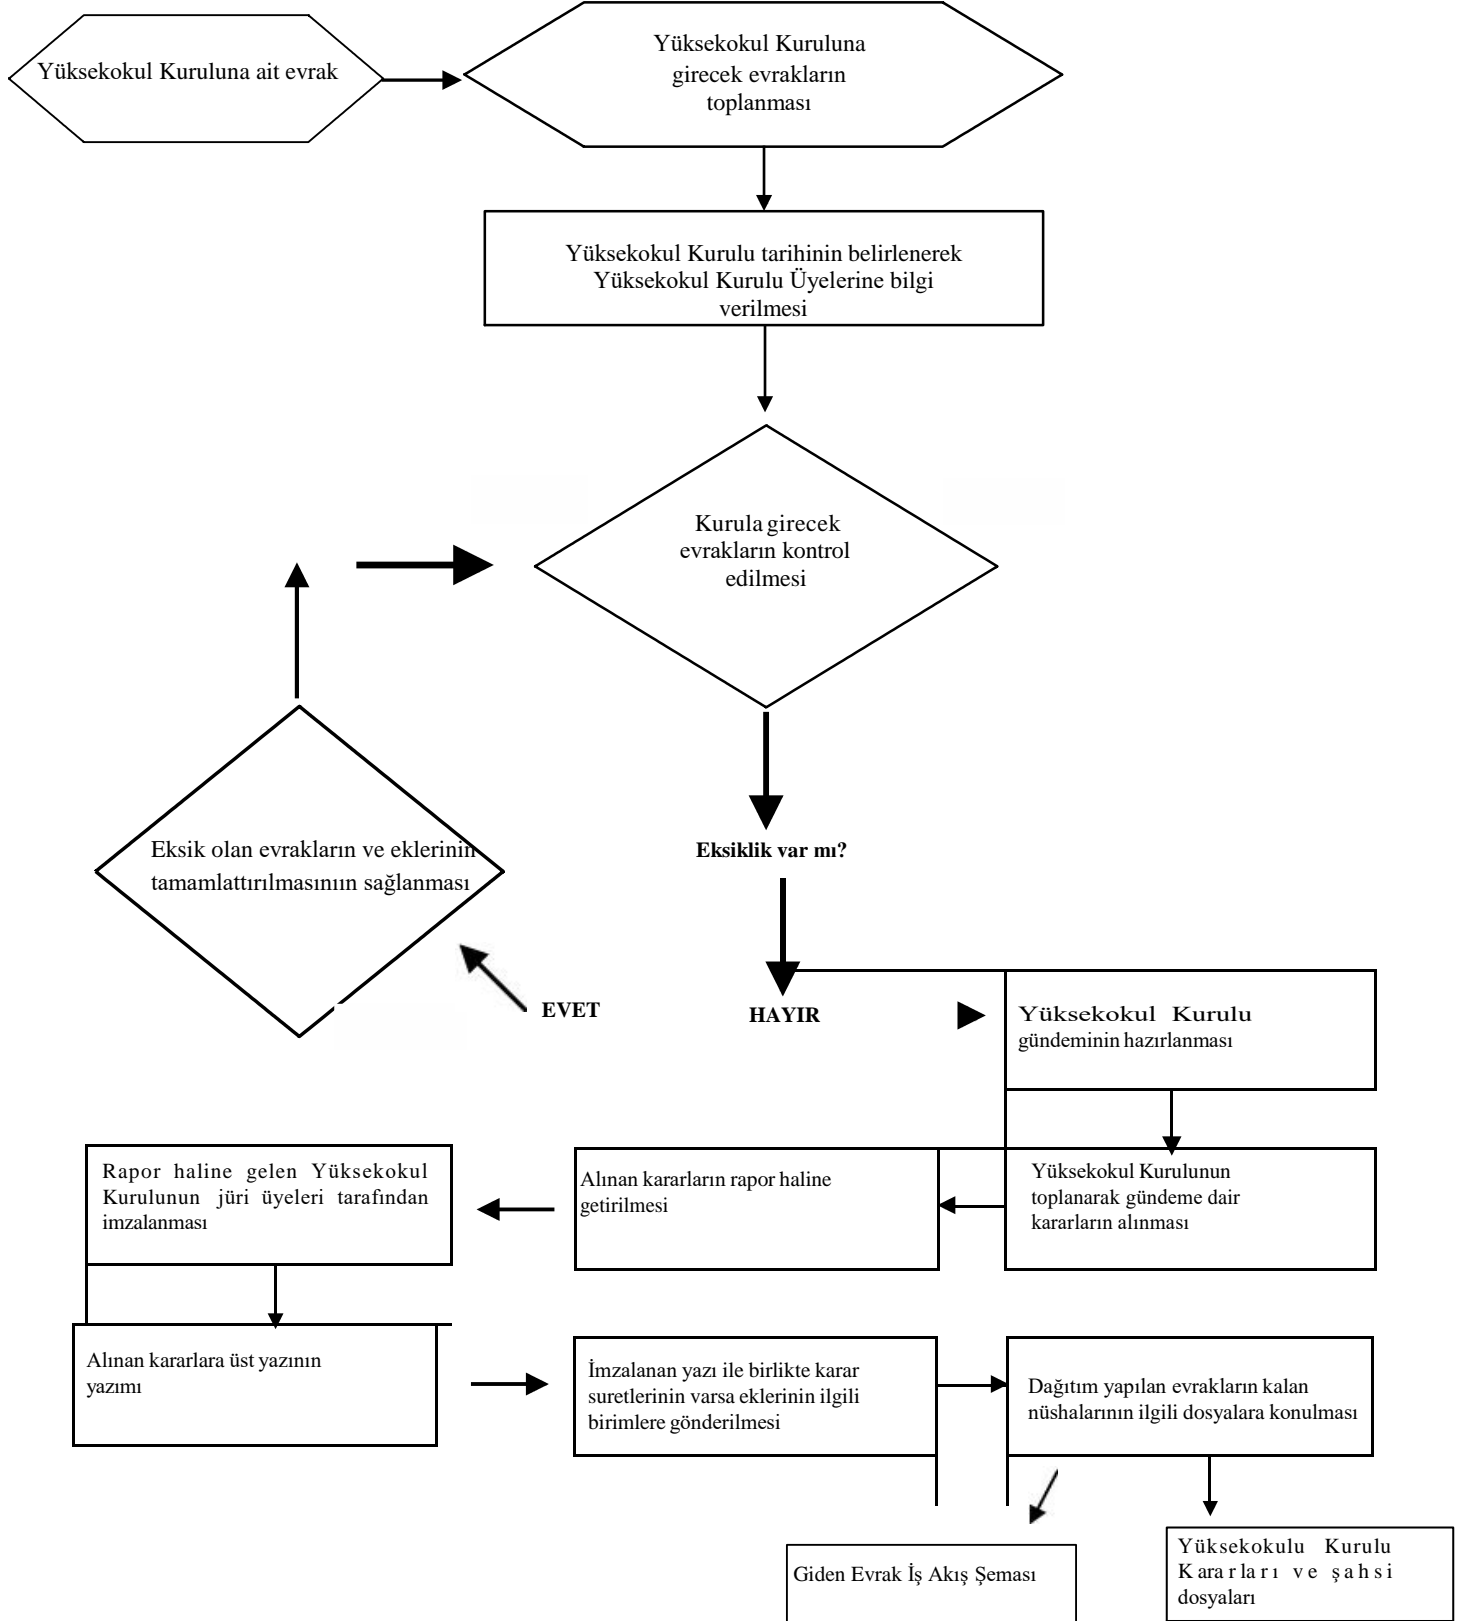 Yüksekokul Kuruluna ait evrak
Yüksekokul Kuruluna
girecek evrakların
toplanması
Yüksekokul Kurulu tarihinin belirlenerek
Yüksekokul Kurulu Üyelerine bilgi
verilmesi
Kurula girecek
evrakların kontrol
edilmesi
Eksik olan evrakların ve eklerinin
tamamlattırılmasınıın sağlanması
Eksiklik var mı?
EVET
HAYIR
Yüksekokul Kurulu
gündeminin hazırlanması
Rapor haline gelen Yüksekokul
Kurulunun jüri üyeleri tarafından
imzalanması
Alınan kararların rapor haline
getirilmesi
Yüksekokul Kurulunun
toplanarak gündeme dair
kararların alınması
Alınan kararlara üst yazının
yazımı
İmzalanan yazı ile birlikte karar
suretlerinin varsa eklerinin ilgili
birimlere gönderilmesi
Dağıtım yapılan evrakların kalan
nüshalarının ilgili dosyalara konulması
Giden Evrak İş Akış Şeması
Yüksekokulu Kurulu
Kararları ve şahsi
dosyaları